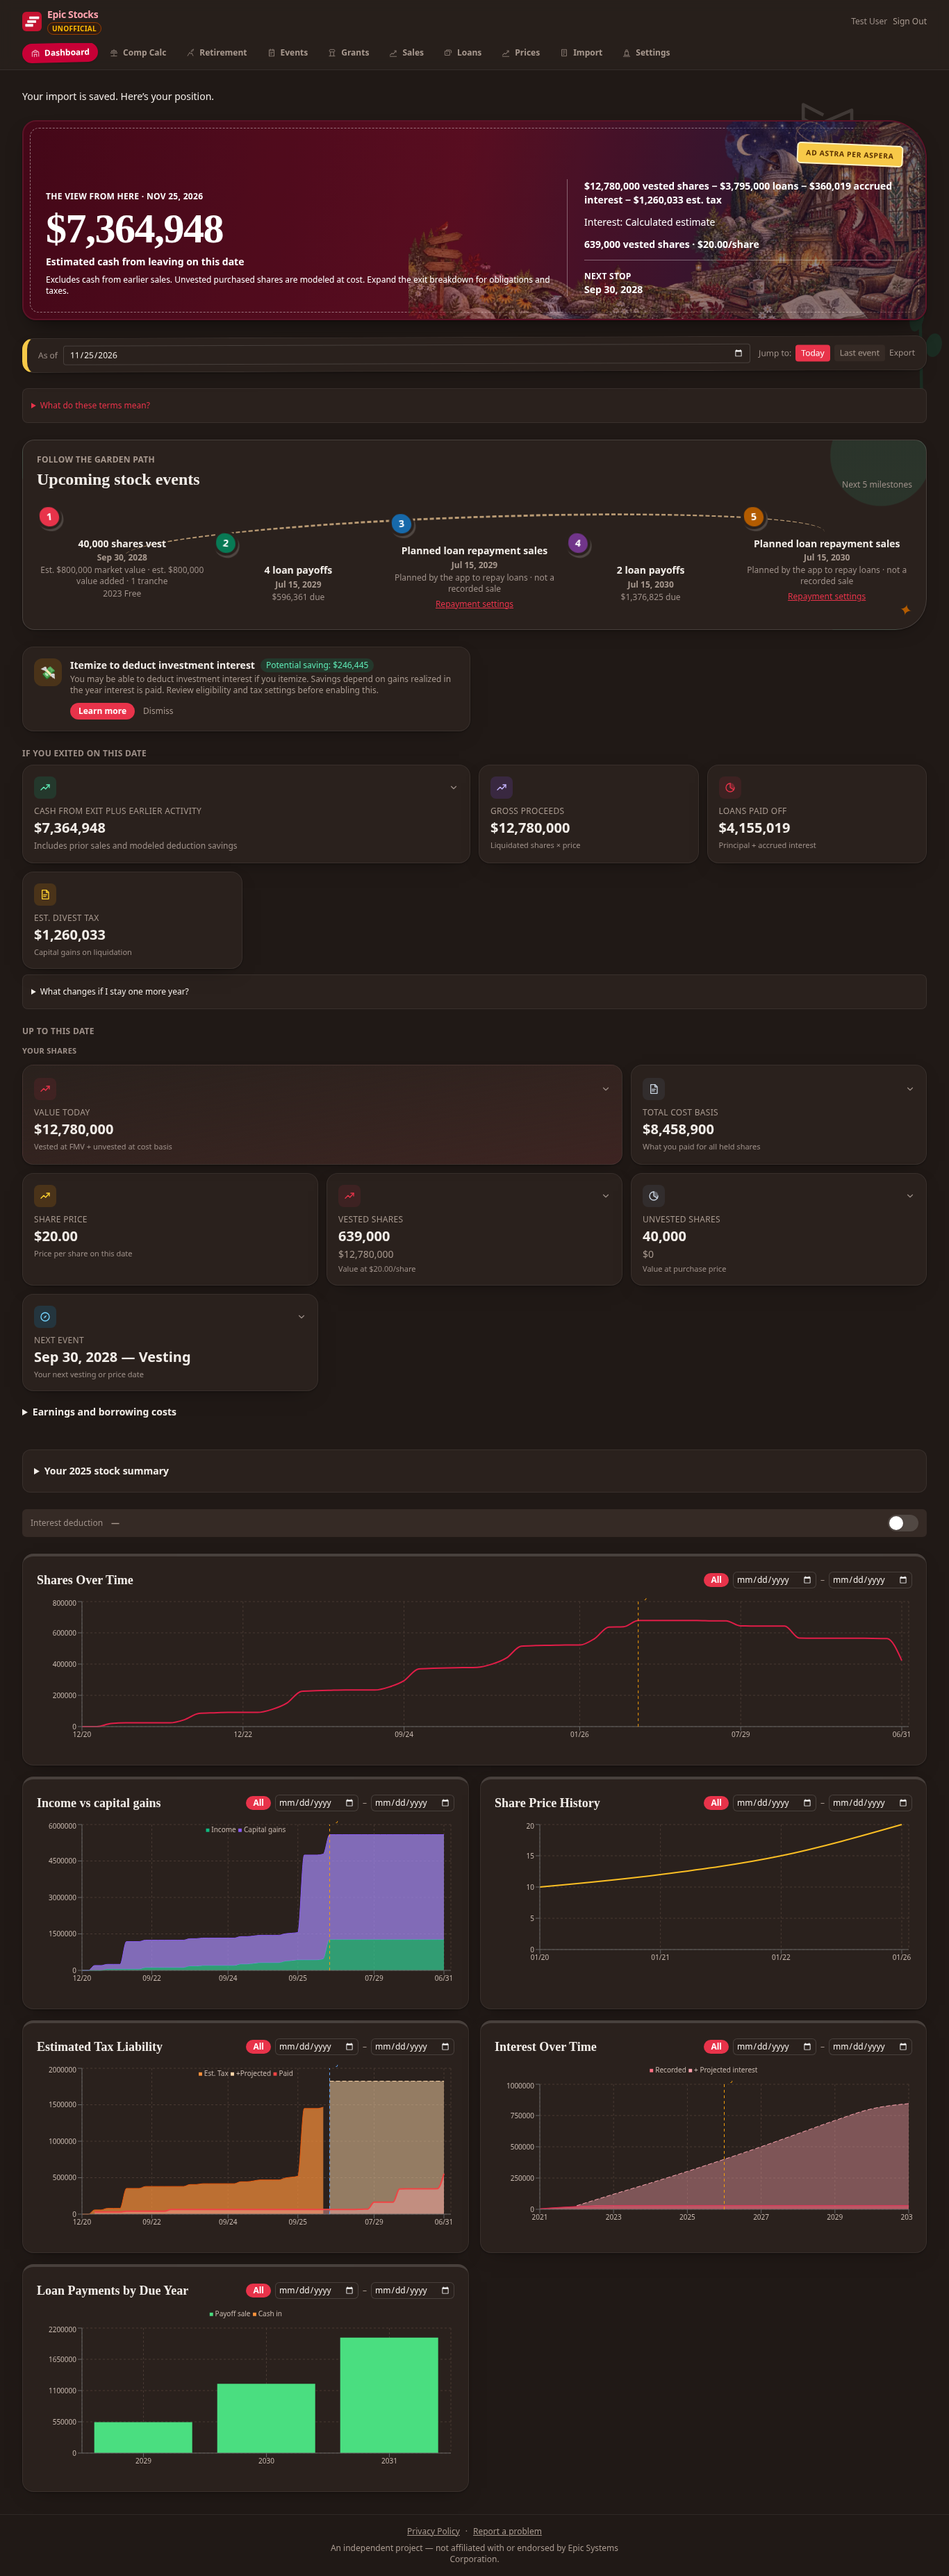 Epic Stocks
UNOFFICIAL
Test User Sign Out
Dashboard Comp Calc Retirement Events Grants Sales Loans Prices Import Settings
Your import is saved. Here's your position.
AD ASTRA PER ASPERA
THE VIEW FROM HERE · NOV 25, 2026
$7,364,948
Estimated cash from leaving on this date
Excludes cash from earlier sales. Unvested purchased shares are modeled at cost. Expand the exit breakdown for obligations and
taxes.
$12,780,000 vested shares − $3,795,000 loans − $360,019 accrued
interest − $1,260,033 est. tax
Interest: Calculated estimate
639,000 vested shares · $20.00/share
NEXT STOP
Sep 30, 2028
As of 11/25/2026 Jump to: Today Last event Export
What do these terms mean?
FOLLOW THE GARDEN PATH
Upcoming stock events
Next 5 milestones
1
40,000 shares vest
Sep 30, 2028
Est. $800,000 market value · est. $800,000
value added · 1 tranche
2023 Free
2
4 loan payoffs
Jul 15, 2029
$596,361 due
3
Planned loan repayment sales
Jul 15, 2029
Planned by the app to repay loans · not a
recorded sale
Repayment settings
4
2 loan payoffs
Jul 15, 2030
$1,376,825 due
5
Planned loan repayment sales
Jul 15, 2030
Planned by the app to repay loans · not a
recorded sale
Repayment settings
Itemize to deduct investment interest Potential saving: $246,445
You may be able to deduct investment interest if you itemize. Savings depend on gains realized in
the year interest is paid. Review eligibility and tax settings before enabling this.
Learn more Dismiss
IF YOU EXITED ON THIS DATE
CASH FROM EXIT PLUS EARLIER ACTIVITY
$7,364,948
Includes prior sales and modeled deduction savings
GROSS PROCEEDS
$12,780,000
Liquidated shares × price
LOANS PAID OFF
$4,155,019
Principal + accrued interest
EST. DIVEST TAX
$1,260,033
Capital gains on liquidation
What changes if I stay one more year?
UP TO THIS DATE
YOUR SHARES
VALUE TODAY
$12,780,000
Vested at FMV + unvested at cost basis
TOTAL COST BASIS
$8,458,900
What you paid for all held shares
SHARE PRICE
$20.00
Price per share on this date
VESTED SHARES
639,000
$12,780,000
Value at $20.00/share
UNVESTED SHARES
40,000
$0
Value at purchase price
NEXT EVENT
Sep 30, 2028 — Vesting
Your next vesting or price date
Earnings and borrowing costs
Your 2025 stock summary
Interest deduction —
Shares Over Time All mm/dd/yyyy – mm/dd/yyyy
800000
600000
400000
200000
0
12/20 12/22 09/24 01/26 07/29 06/31
Income vs capital gains All mm/dd/yyyy – mm/dd/yyyy
Income Capital gains
6000000
4500000
3000000
1500000
0
12/20 09/22 09/24 09/25 07/29 06/31
Share Price History All mm/dd/yyyy – mm/dd/yyyy
20
15
10
5
0
01/20 01/21 01/22 01/26
Estimated Tax Liability All mm/dd/yyyy – mm/dd/yyyy
Est. Tax +Projected Paid
2000000
1500000
1000000
500000
0
12/20 09/22 09/24 09/25 07/29 06/31
Interest Over Time All mm/dd/yyyy – mm/dd/yyyy
Recorded + Projected interest
1000000
750000
500000
250000
0
2021 2023 2025 2027 2029 203
Loan Payments by Due Year All mm/dd/yyyy – mm/dd/yyyy
Payoff sale Cash in
2200000
1650000
1100000
550000
0
2029 2030 2031
Privacy Policy · Report a problem
An independent project — not affiliated with or endorsed by Epic Systems
Corporation.